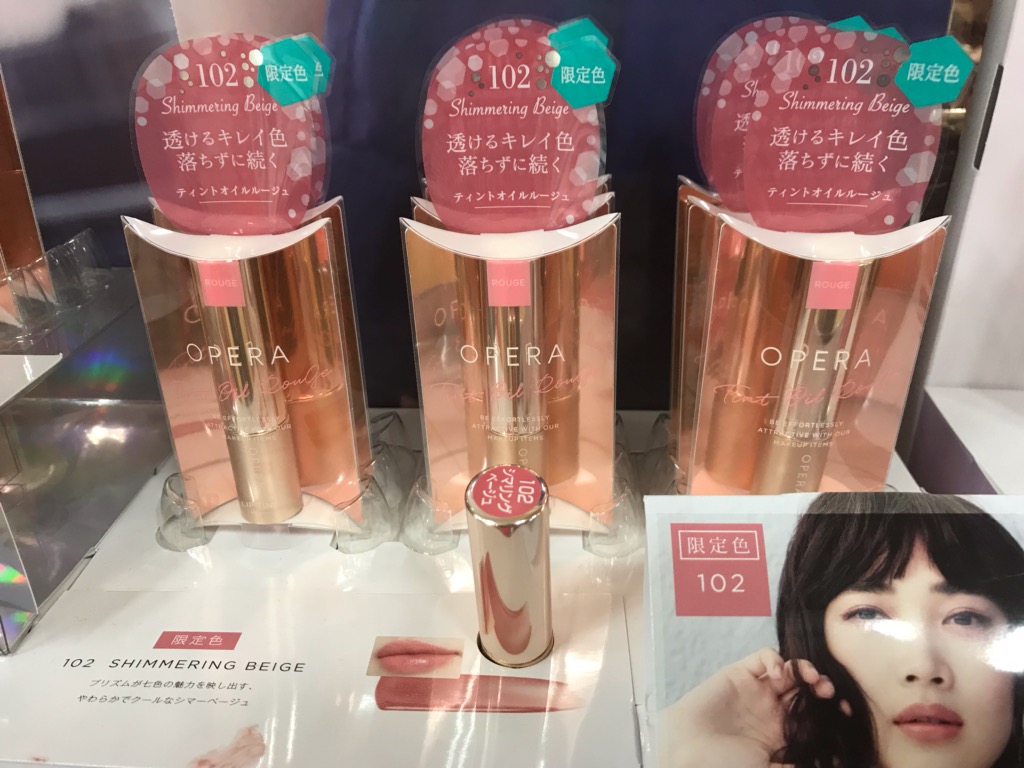 102
限定色
Shimmering Beige
透けるキレイ色
落ちずに続く
ティントオイルルージュ
102
限定色
Shimmering Beige
透けるキレイ色
落ちずに続く
ティントオイルルージュ
102
限定色
Shimmering Beige
透けるキレイ色
落ちずに続く
ティントオイルルージュ
ROUGE
OPERA
ROUGE
OPERA
BE EFFORTLESSLY
ATTRACTIVE WITH OUR
MAKEUP ITEMS
ROUGE
OPERA
Tint Oil Rouge
BE EFFORTLESSLY
ATTRACTIVE WITH OUR
MAKEUP ITEMS
102
シマリング
ベージュ
限定色
102 SHIMMERING BEIGE
プリズムが七色の魅力を映し出す、
やわらかでクールなシマーベージュ
限定色
102